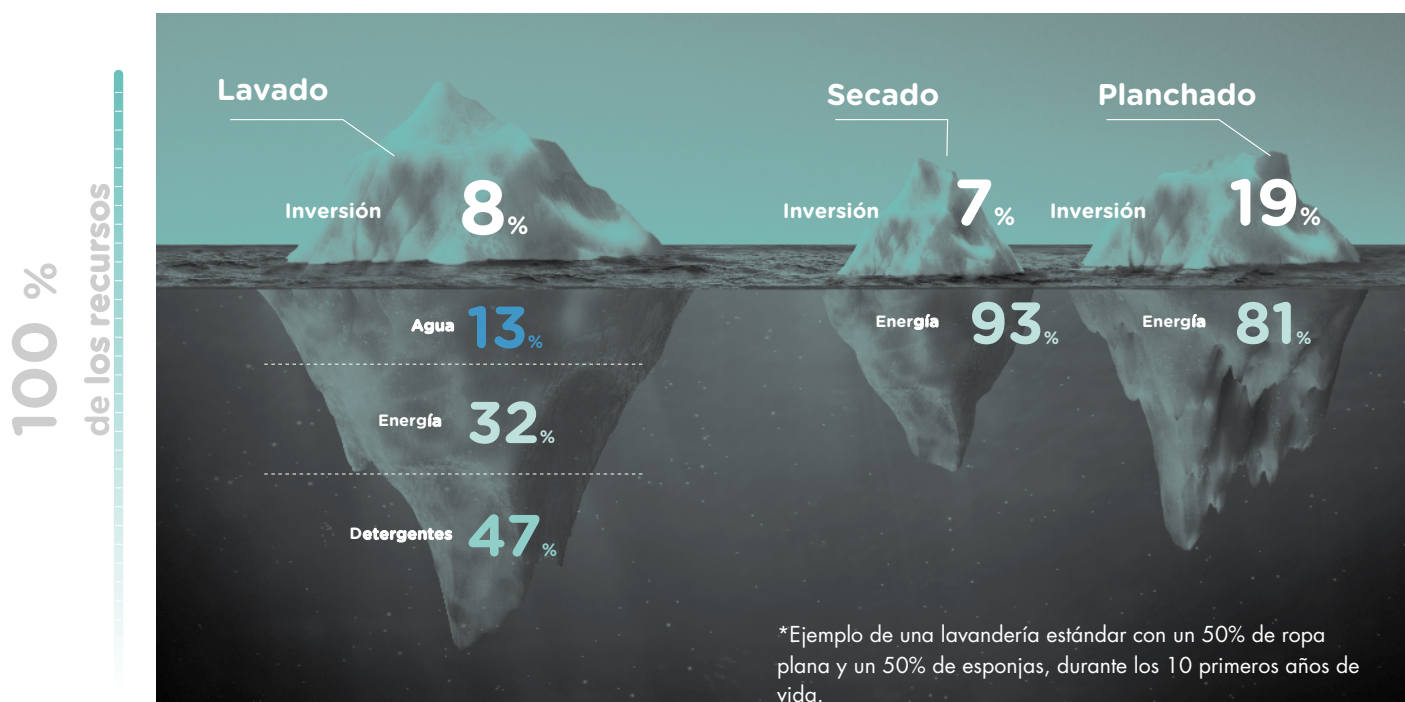 100 %
de los recursos
Lavado
Inversión 8%
Agua 13%
Energía 32%
Detergentes 47%
Secado
Inversión 7%
Energía 93%
Planchado
Inversión 19%
Energía 81%
*Ejemplo de una lavandería estándar con un 50% de ropa
plana y un 50% de esponjas, durante los 10 primeros años de
vida.